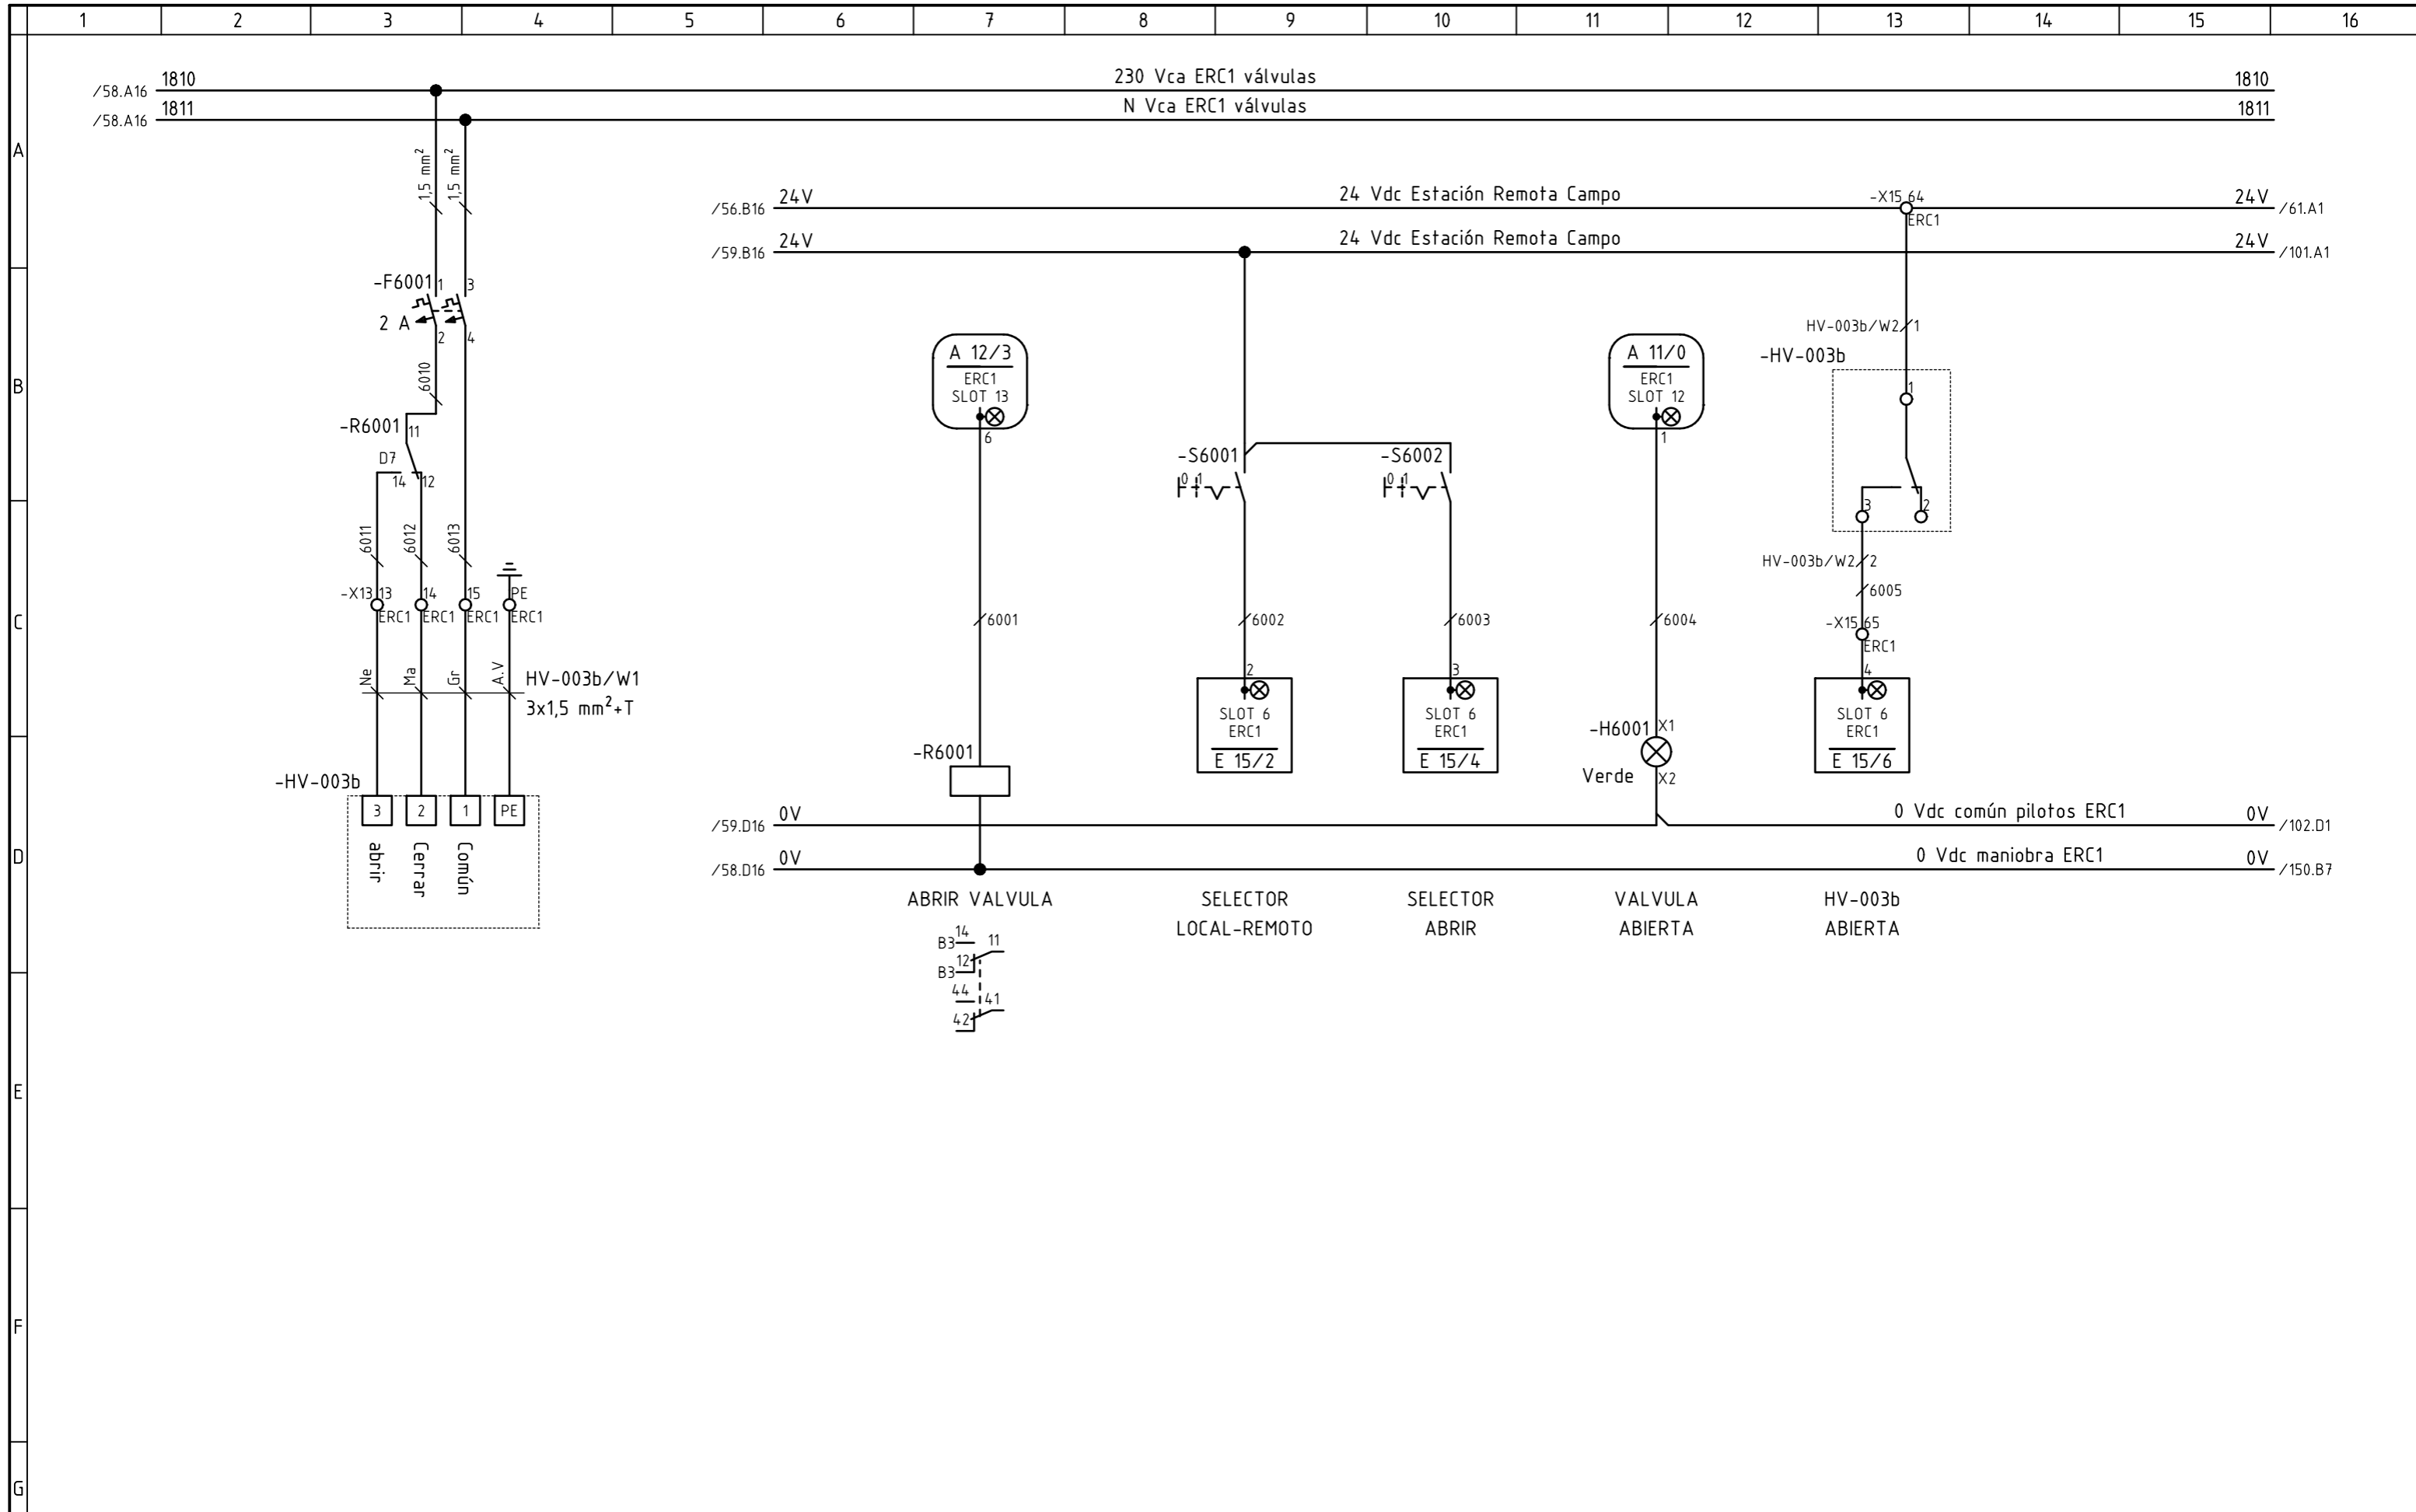 1 2 3 4 5 6 7 8 9 10 11 12 13 14 15 16
A
B
C
D
E
F
G
/58.A16 1810 230 Vca ERC1 válvulas 1810
/58.A16 1811 N Vca ERC1 válvulas 1811
1,5 mm²
1,5 mm²
/56.B16 24V 24 Vdc Estación Remota Campo 24V /61.A1
-X15 64
ERC1
/59.B16 24V 24 Vdc Estación Remota Campo 24V /101.A1
-F6001 1 3
2 A
2 4
6010
-R6001 11
D7
14 12
6011
6012
6013
-X13 13 14 15 PE
ERC1 ERC1 ERC1 ERC1
Ne
Ma
Gr
A.V
HV-003b/W1
3x1,5 mm²+T
-HV-003b
3 2 1 PE
abrir
Cerrar
Común
A 12/3
ERC1
SLOT 13
6
6001
-R6001
-S6001
0 1
6002
2
SLOT 6
ERC1
E 15/2
-S6002
0 1
6003
3
SLOT 6
ERC1
E 15/4
A 11/0
ERC1
SLOT 12
1
6004
-H6001 X1
Verde X2
HV-003b/W2 1
-HV-003b
1
3 2
HV-003b/W2 2
6005
-X15 65
ERC1
4
SLOT 6
ERC1
E 15/6
/59.D16 0V 0 Vdc común pilotos ERC1 0V /102.D1
/58.D16 0V 0 Vdc maniobra ERC1 0V /150.B7
ABRIR VALVULA
SELECTOR
LOCAL-REMOTO
SELECTOR
ABRIR
VALVULA
ABIERTA
HV-003b
ABIERTA
14
B3 11
12
B3
44
41
42